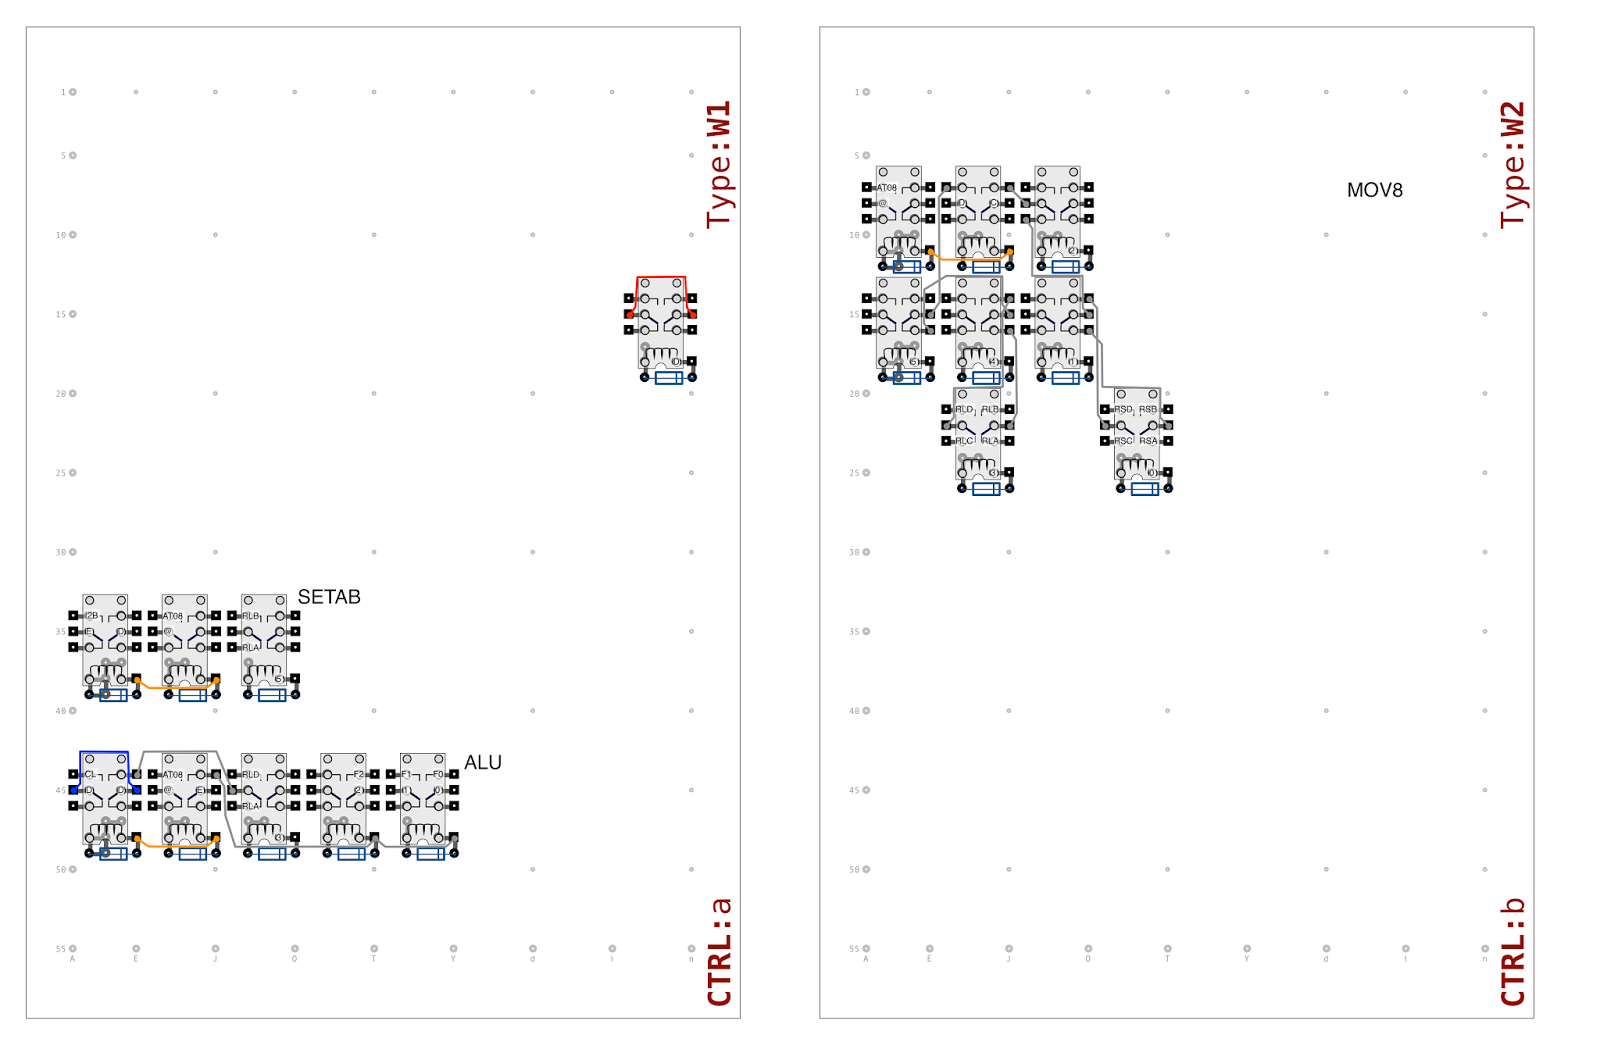 Type:W1
1
5
10
15
(D)
20
25
30
SETAB
I2B
AT08
RLB
35
(E)
(D)
@
RLA
(5)
40
ALU
CL
AT08
RLD
F2
F1
F0
45
(D)
(D)
@
(E)
(2)
(1)
(0)
RLA
(3)
50
55
A E J O T Y d i n
CTRL:a
Type:W2
1
5
MOV8
AT08
@
D
C
10
(2)
15
(5)
(4)
(1)
20
RLD RLB
RSD RSB
RLC RLA
RSC RSA
25
(3)
(0)
30
35
40
45
50
55
A E J O T Y d i n
CTRL:b